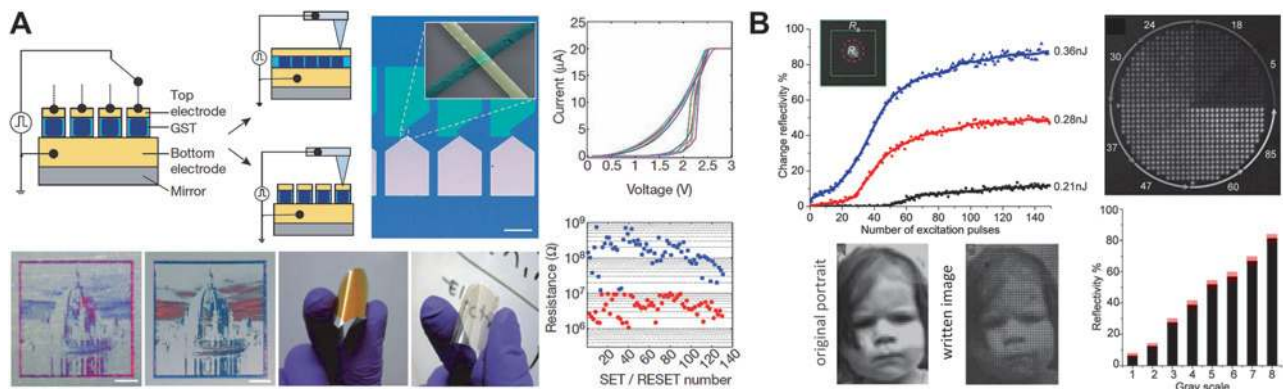 A
Top
electrode
GST
Bottom
electrode
Mirror
Current (μA)
25
20
15
10
5
0
0 0.5 1 1.5 2 2.5 3
Voltage (V)
Resistance (Ω)
10⁹
10⁸
10⁷
10⁶
20 40 60 80 100 120 140
SET / RESET number
B
Change reflectivity %
100
80
60
40
20
0
0 20 40 60 80 100 120 140
Number of excitation pulses
0.36nJ
0.28nJ
0.21nJ
24
18
30
5
37
85
47
60
original portrait
written image
Reflectivity %
100
80
60
40
20
0
1 2 3 4 5 6 7 8
Gray scale